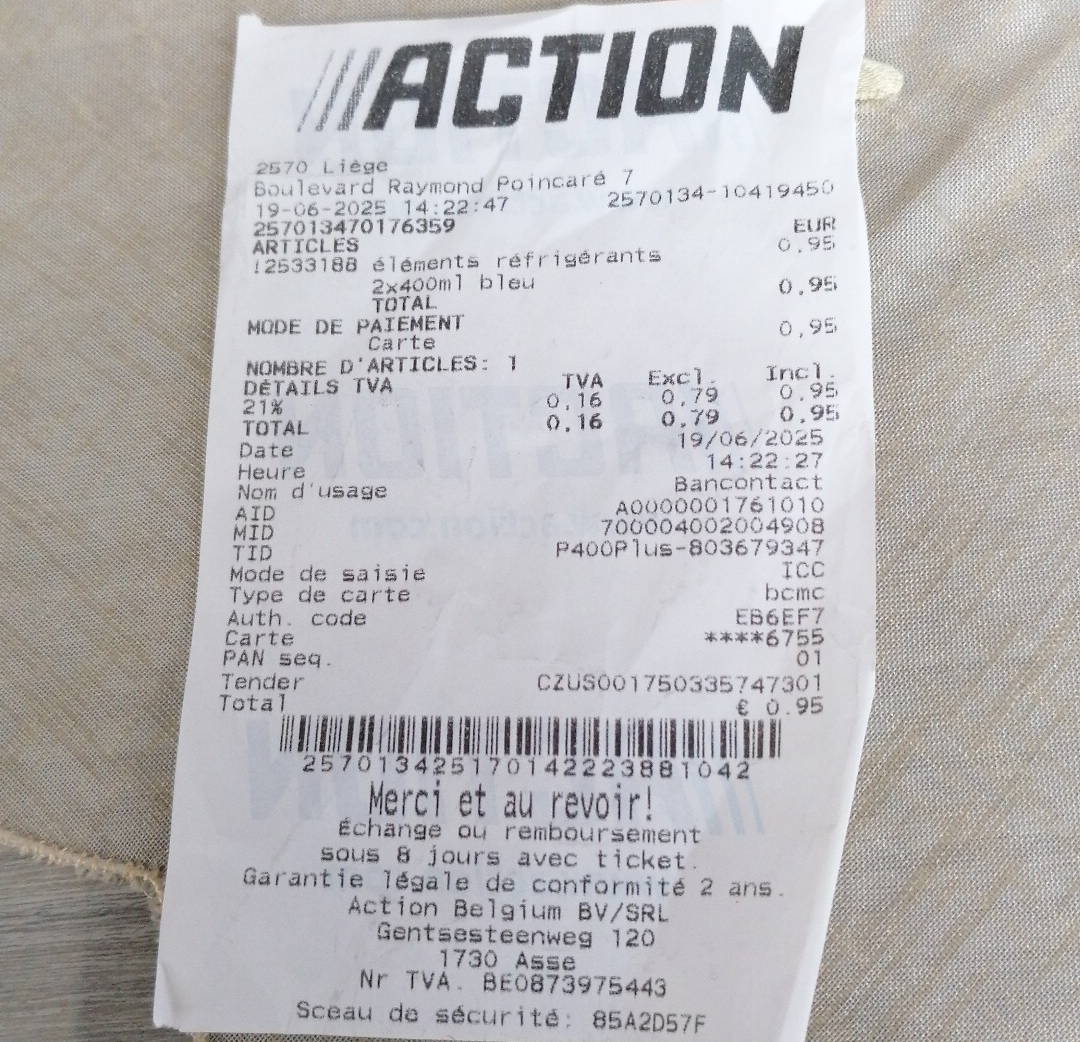 ACTION
2570 Liège
Boulevard Raymond Poincaré 7
19-06-2025 14:22:47 2570134-10419450
257013470176359 EUR
ARTICLES 0.95
!2533188 éléments réfrigérants
2x400ml bleu 0,95
TOTAL
MODE DE PAIEMENT 0,95
Carte
NOMBRE D'ARTICLES: 1
DÉTAILS TVA TVA Excl. Incl.
21% 0,16 0,79 0,95
TOTAL 0,16 0,79 0,95
Date 19/06/2025
Heure 14:22:27
Nom d'usage Bancontact
AID A0000001761010
MID 700004002004908
TID P400Plus-803679347
Mode de saisie ICC
Type de carte bcmc
Auth. code EB6EF7
Carte ****6755
PAN seq. 01
Tender CZUS001750335747301
Total € 0.95
2570134251701422238​81042
Merci et au revoir!
Échange ou remboursement
sous 8 jours avec ticket.
Garantie légale de conformité 2 ans.
Action Belgium BV/SRL
Gentsesteenweg 120
1730 Asse
Nr TVA. BE0873975443
Sceau de sécurité: 85A2D57F